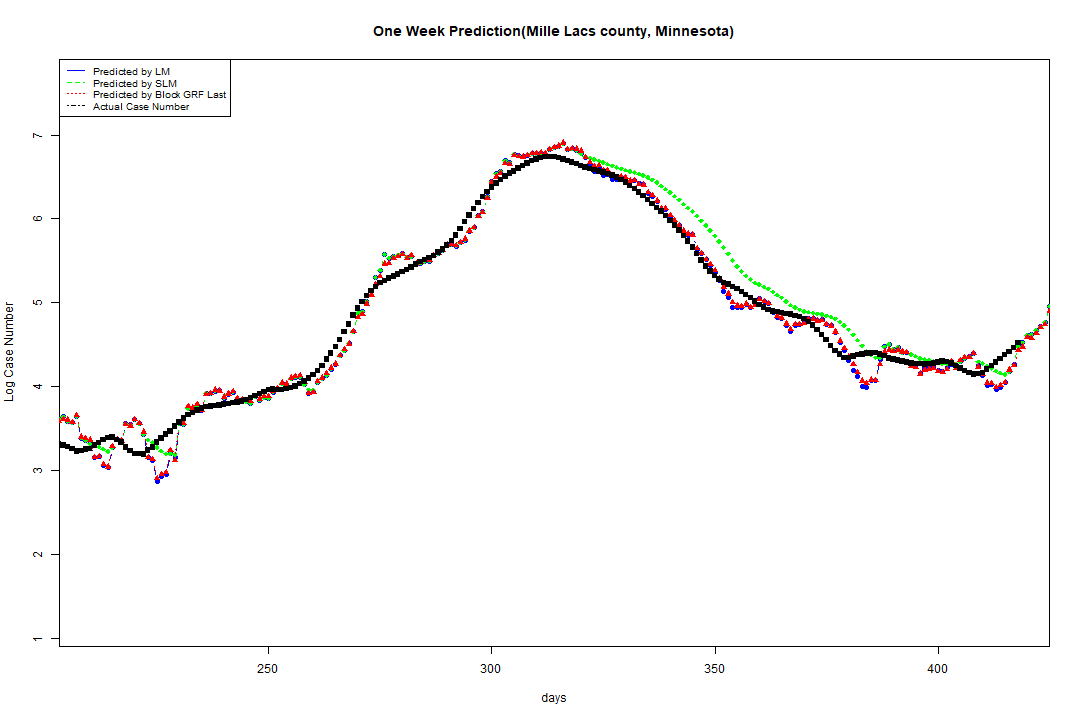 One Week Prediction(Mille Lacs county, Minnesota)
Predicted by LM
Predicted by SLM
Predicted by Block GRF Last
Actual Case Number
7
6
5
4
3
2
1
Log Case Number
250
300
350
400
days